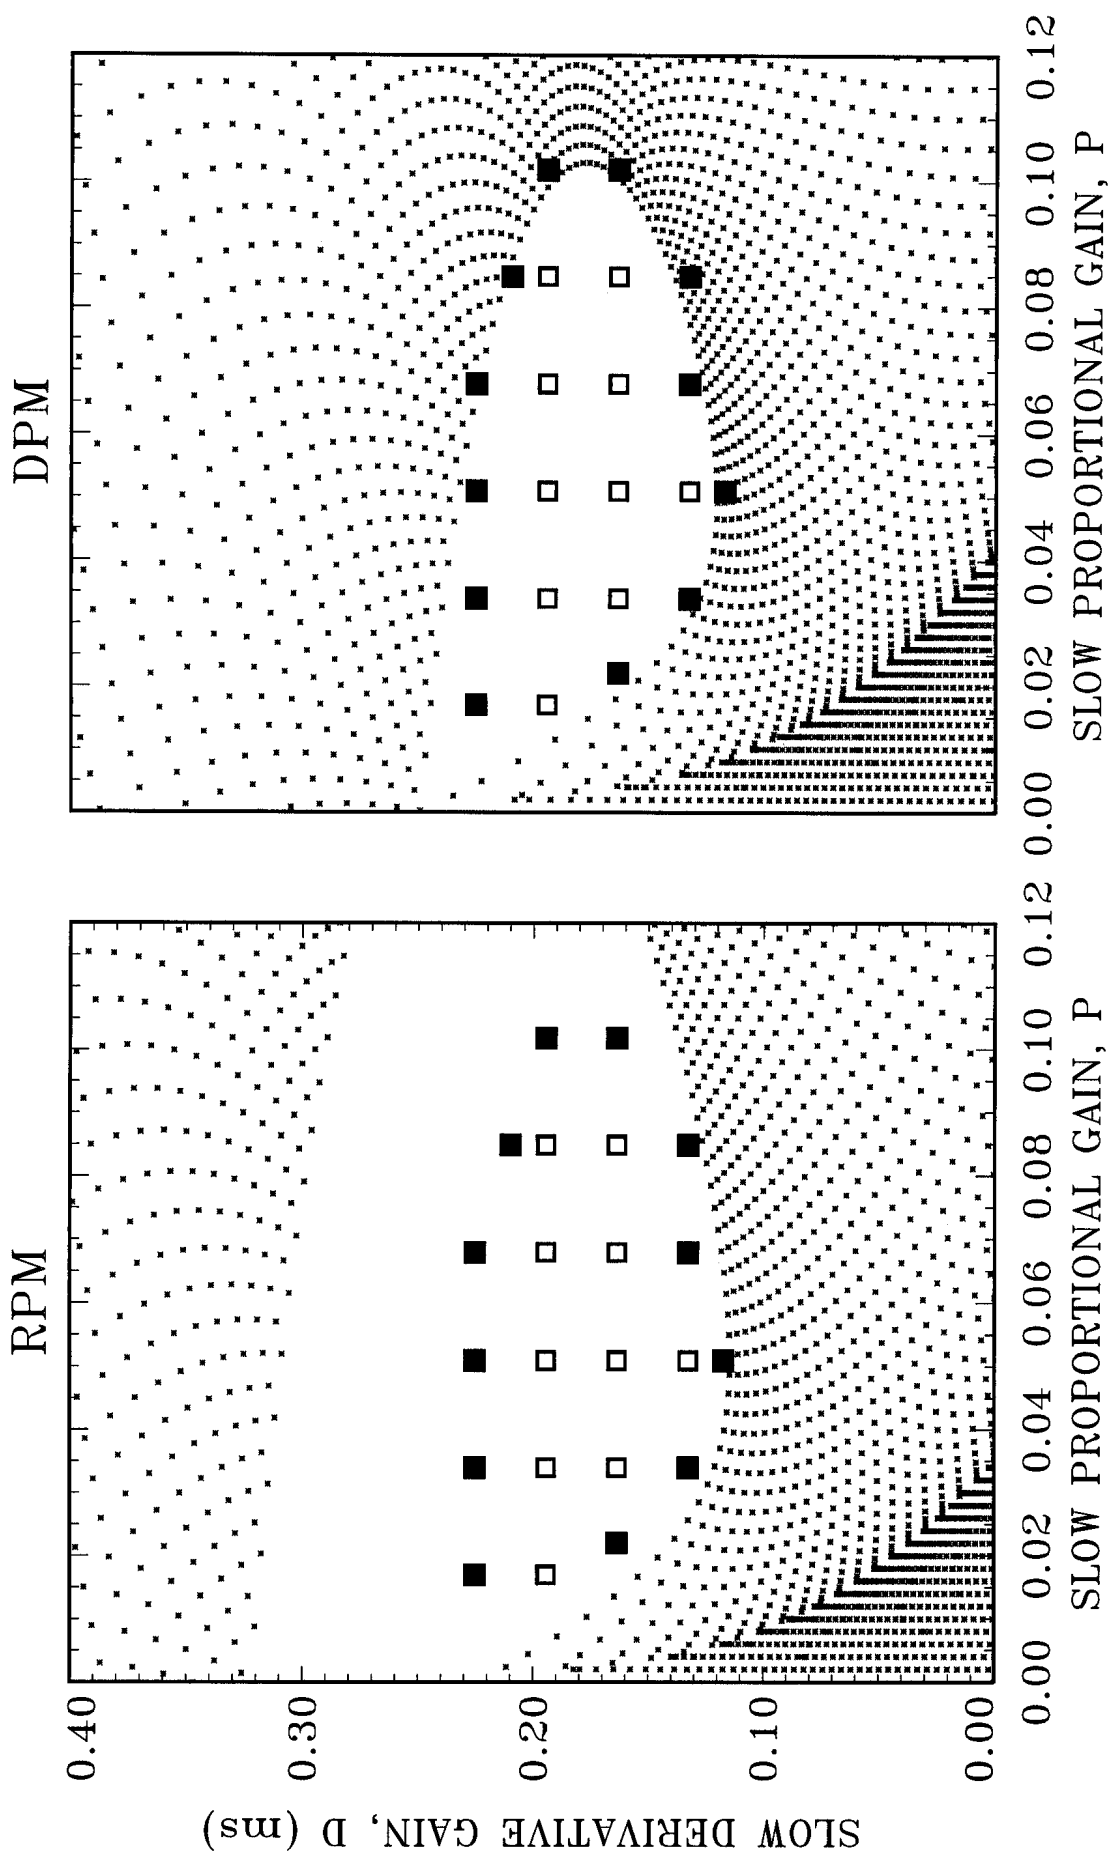 RPM
DPM
SLOW DERIVATIVE GAIN, D (ms)
0.40
0.30
0.20
0.10
0.00
0.00 0.02 0.04 0.06 0.08 0.10 0.12
0.00 0.02 0.04 0.06 0.08 0.10 0.12
SLOW PROPORTIONAL GAIN, P
SLOW PROPORTIONAL GAIN, P